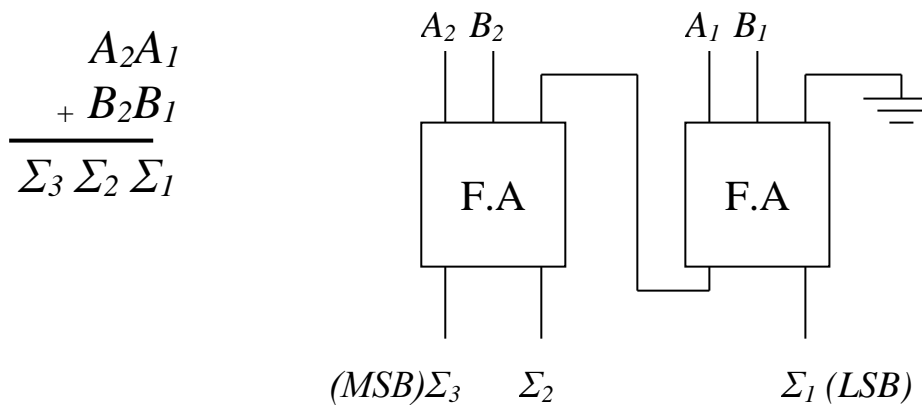 A₂A₁
+ B₂B₁
Σ₃ Σ₂ Σ₁
A₂ B₂ A₁ B₁
F.A F.A
(MSB)Σ₃ Σ₂ Σ₁ (LSB)